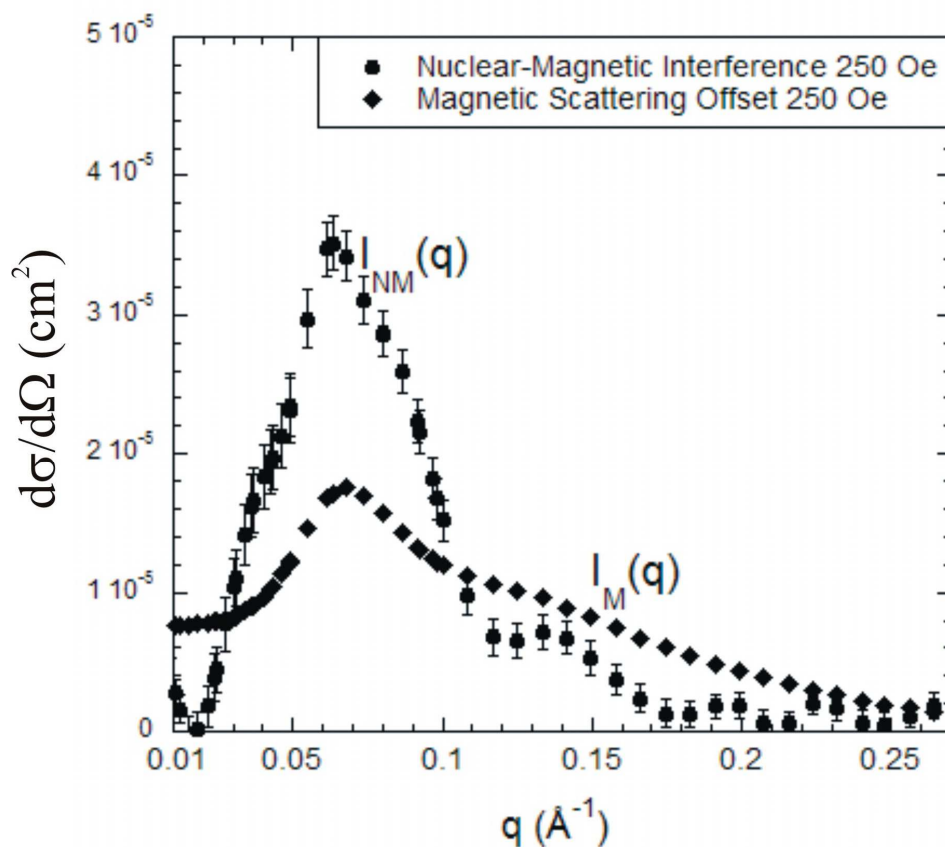 5 10⁻⁵
Nuclear-Magnetic Interference 250 Oe
Magnetic Scattering Offset 250 Oe
4 10⁻⁵
I_NM(q)
3 10⁻⁵
dσ/dΩ (cm²)
2 10⁻⁵
I_M(q)
1 10⁻⁵
0
0.01 0.05 0.1 0.15 0.2 0.25
q (Å⁻¹)